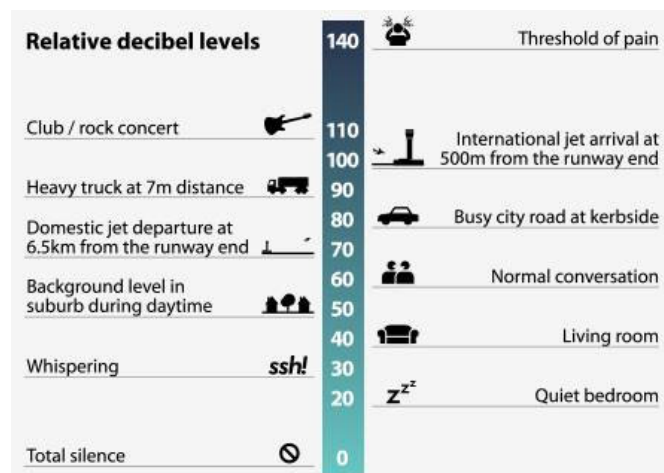 Relative decibel levels
140
Threshold of pain
Club / rock concert
110
International jet arrival at
500m from the runway end
100
Heavy truck at 7m distance
90
80
Busy city road at kerbside
Domestic jet departure at
6.5km from the runway end
70
60
Normal conversation
Background level in
suburb during daytime
50
40
Living room
Whispering
ssh!
30
20
zzz
Quiet bedroom
Total silence
0